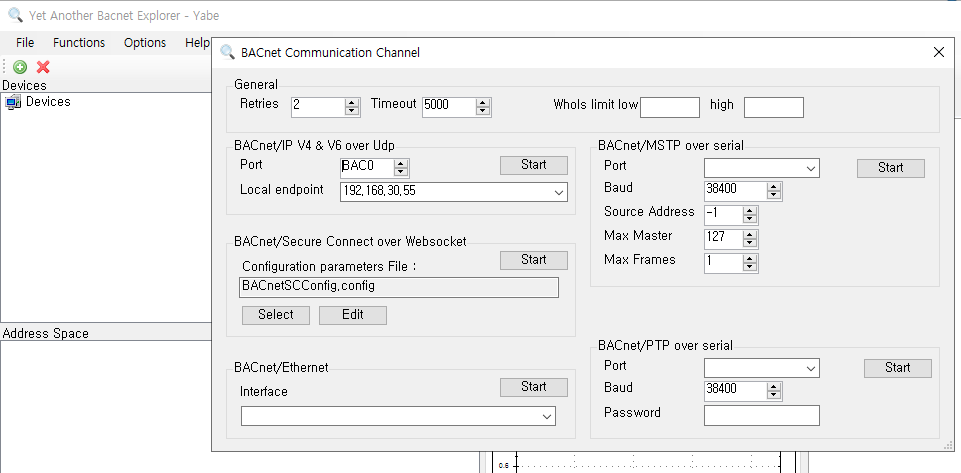 Yet Another Bacnet Explorer - Yabe
File Functions Options Help
Devices
Devices
Address Space
BACnet Communication Channel
General
Retries 2 Timeout 5000 WhoIs limit low high
BACnet/IP V4 & V6 over Udp
Port BAC0 Start
Local endpoint 192.168.30.55
BACnet/Secure Connect over Websocket
Start
Configuration parameters File :
BACnetSCConfig.config
Select Edit
BACnet/Ethernet
Interface Start
BACnet/MSTP over serial
Port Start
Baud 38400
Source Address -1
Max Master 127
Max Frames 1
BACnet/PTP over serial
Port Start
Baud 38400
Password
0.6